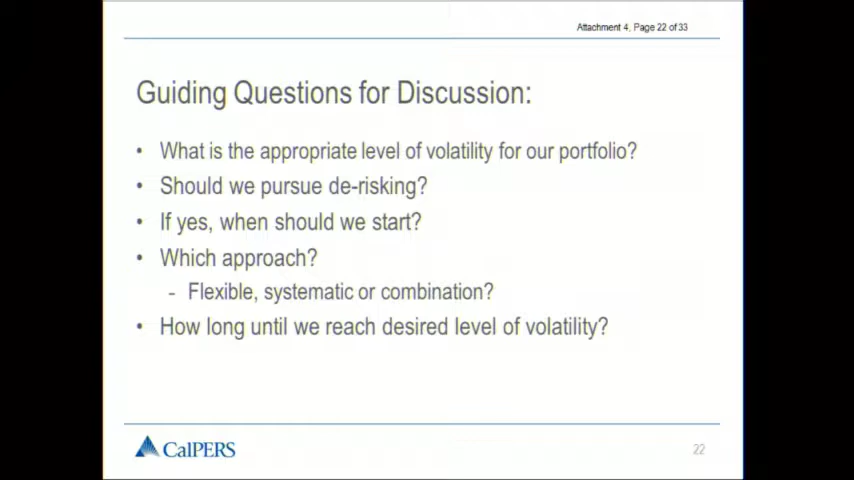 Attachment 4, Page 22 of 33
Guiding Questions for Discussion:
• What is the appropriate level of volatility for our portfolio?
• Should we pursue de-risking?
• If yes, when should we start?
• Which approach?
- Flexible, systematic or combination?
• How long until we reach desired level of volatility?
CalPERS
22